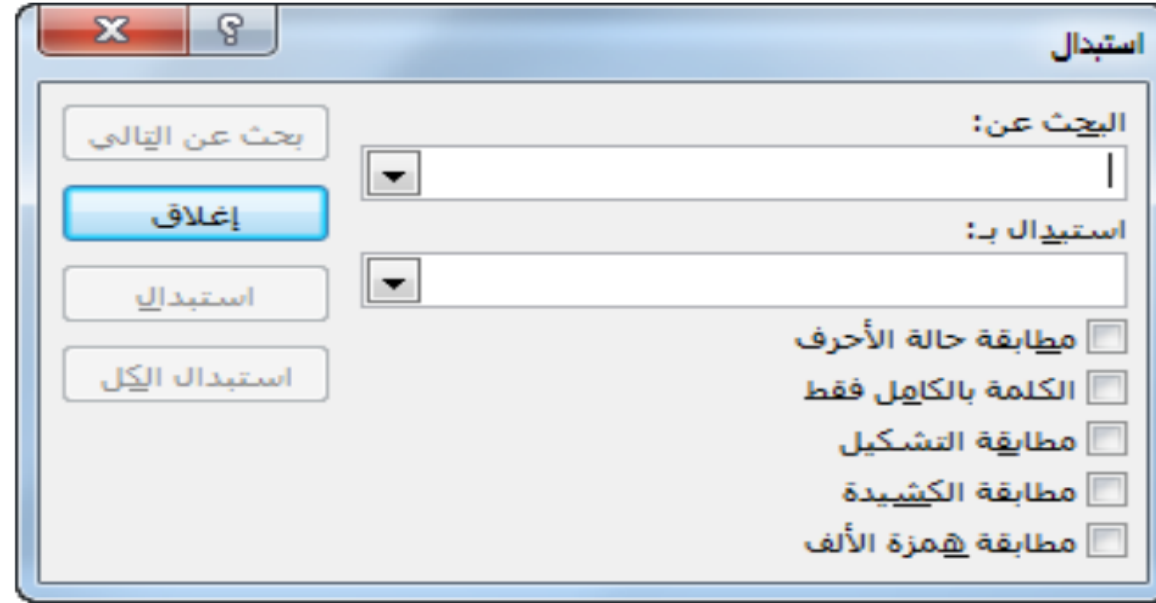 استبدال
البحث عن:
بحث عن التالي
إغلاق
استبدال بـ:
استبدال
استبدال الكل
مطابقة حالة الأحرف
الكلمة بالكامل فقط
مطابقة التشكيل
مطابقة الكشيدة
مطابقة همزة الألف